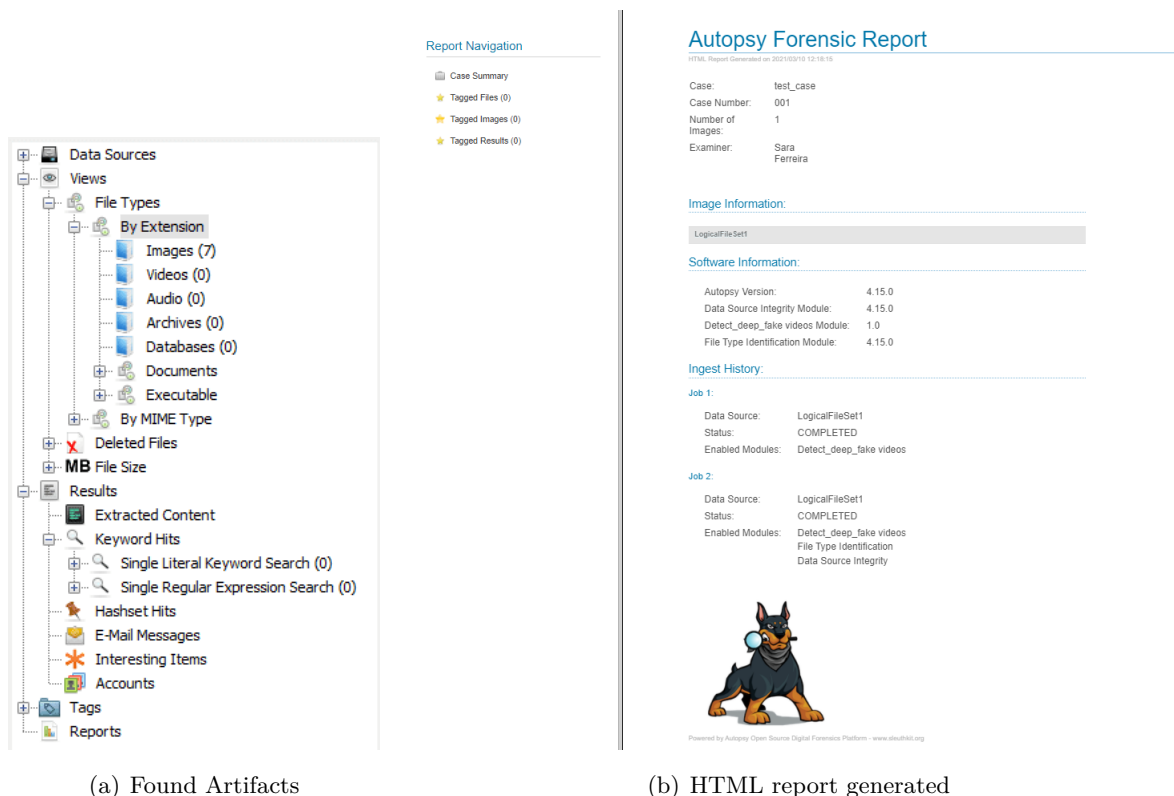 Data Sources
Views
File Types
By Extension
Images (7)
Videos (0)
Audio (0)
Archives (0)
Databases (0)
Documents
Executable
By MIME Type
Deleted Files
MB File Size
Results
Extracted Content
Keyword Hits
Single Literal Keyword Search (0)
Single Regular Expression Search (0)
Hashset Hits
E-Mail Messages
Interesting Items
Accounts
Tags
Reports
(a) Found Artifacts
Report Navigation
Case Summary
Tagged Files (0)
Tagged Images (0)
Tagged Results (0)
Autopsy Forensic Report
HTML Report Generated on 2021/03/10 12:18:15
Case: test_case
Case Number: 001
Number of Images: 1
Examiner: Sara Ferreira
Image Information:
LogicalFileSet1
Software Information:
Autopsy Version: 4.15.0
Data Source Integrity Module: 4.15.0
Detect_deep_fake videos Module: 1.0
File Type Identification Module: 4.15.0
Ingest History:
Job 1:
Data Source: LogicalFileSet1
Status: COMPLETED
Enabled Modules: Detect_deep_fake videos
Job 2:
Data Source: LogicalFileSet1
Status: COMPLETED
Enabled Modules: Detect_deep_fake videos
File Type Identification
Data Source Integrity
Powered by Autopsy Open Source Digital Forensics Platform - www.sleuthkit.org
(b) HTML report generated